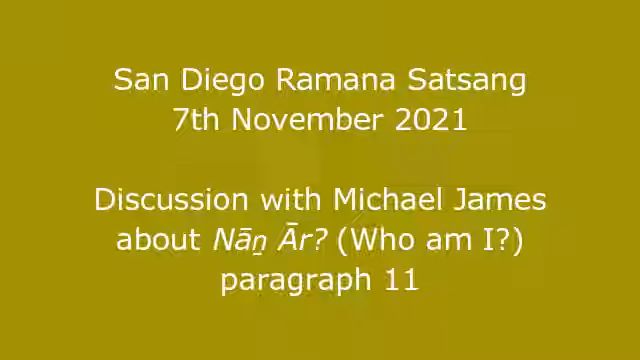 San Diego Ramana Satsang
7th November 2021
Discussion with Michael James
about Nāṉ Ār? (Who am I?)
paragraph 11